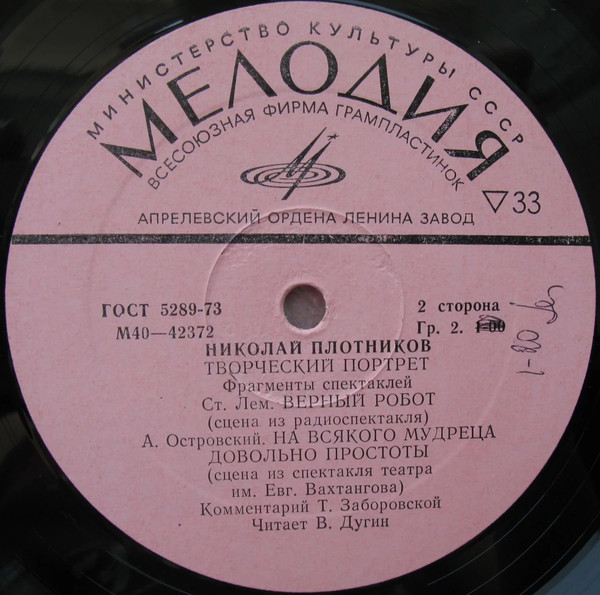 МИНИСТЕРСТВО КУЛЬТУРЫ СССР
МЕЛОДИЯ
ВСЕСОЮЗНАЯ ФИРМА ГРАМПЛАСТИНОК
▽33
АПРЕЛЕВСКИЙ ОРДЕНА ЛЕНИНА ЗАВОД
ГОСТ 5289-73
2 сторона
М40—42372
Гр. 2. 1-00
1-80
НИКОЛАЙ ПЛОТНИКОВ
ТВОРЧЕСКИЙ ПОРТРЕТ
Фрагменты спектаклей
Ст. Лем. ВЕРНЫЙ РОБОТ
(сцена из радиоспектакля)
А. Островский. НА ВСЯКОГО МУДРЕЦА
ДОВОЛЬНО ПРОСТОТЫ
(сцена из спектакля театра
им. Евг. Вахтангова)
Комментарий Т. Заборовской
Читает В. Дугин